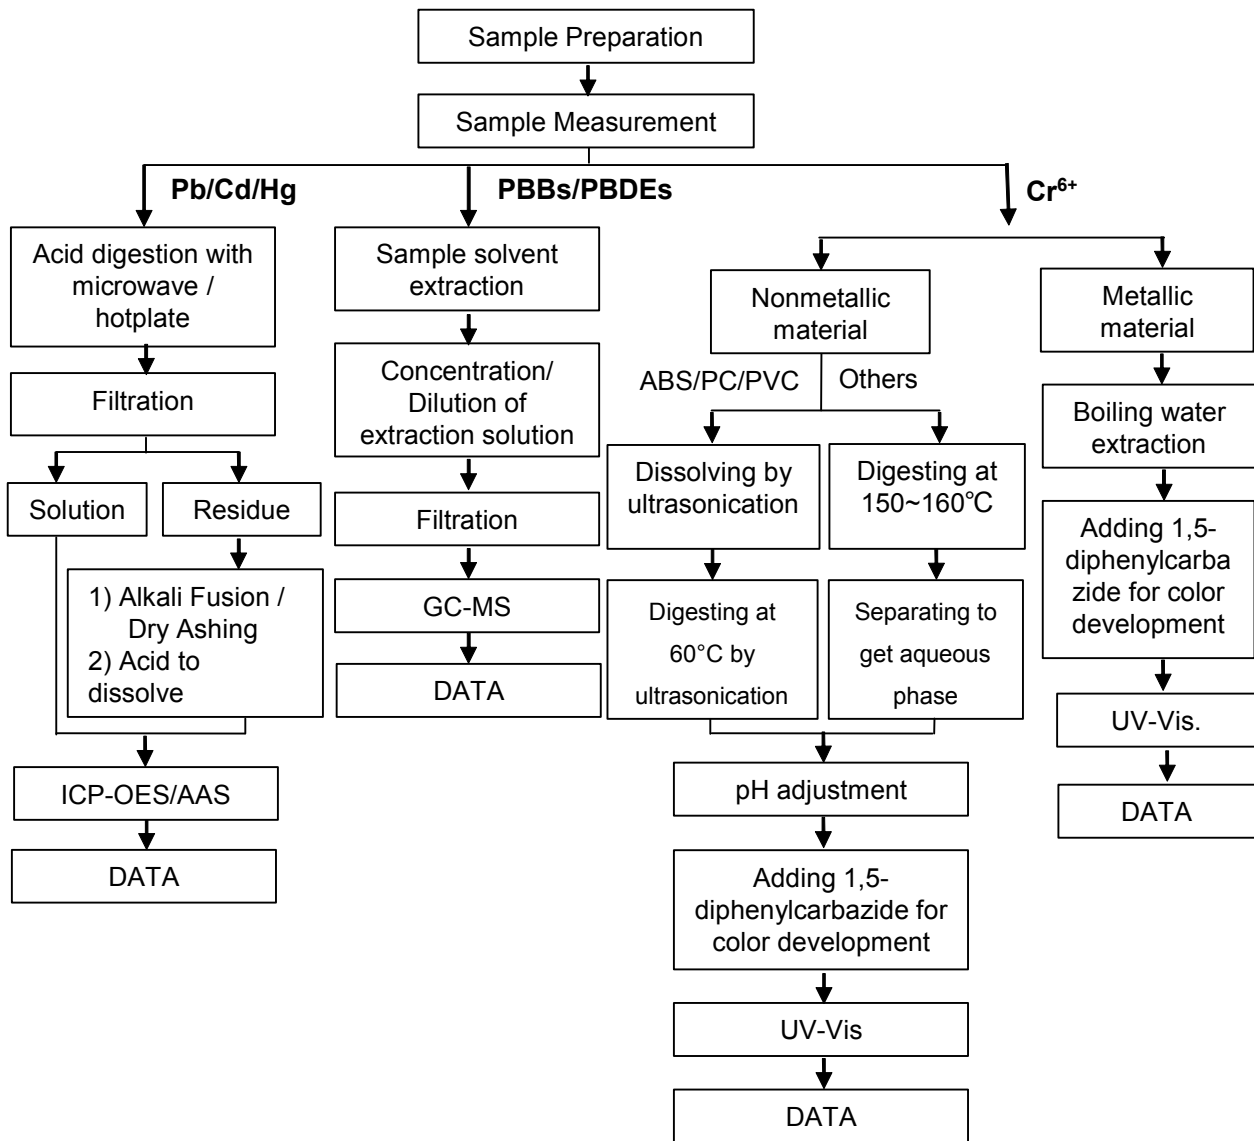 Sample Preparation
Sample Measurement
Pb/Cd/Hg
PBBs/PBDEs
Cr⁶⁺
Acid digestion with
microwave /
hotplate
Filtration
Solution
Residue
1) Alkali Fusion /
Dry Ashing
2) Acid to
dissolve
ICP-OES/AAS
DATA
Sample solvent
extraction
Concentration/
Dilution of
extraction solution
Filtration
GC-MS
DATA
Nonmetallic
material
ABS/PC/PVC
Others
Dissolving by
ultrasonication
Digesting at
60°C by
ultrasonication
Digesting at
150~160℃
Separating to
get aqueous
phase
pH adjustment
Adding 1,5-
diphenylcarbazide for
color development
UV-Vis
DATA
Metallic
material
Boiling water
extraction
Adding 1,5-
diphenylcarba
zide for color
development
UV-Vis.
DATA